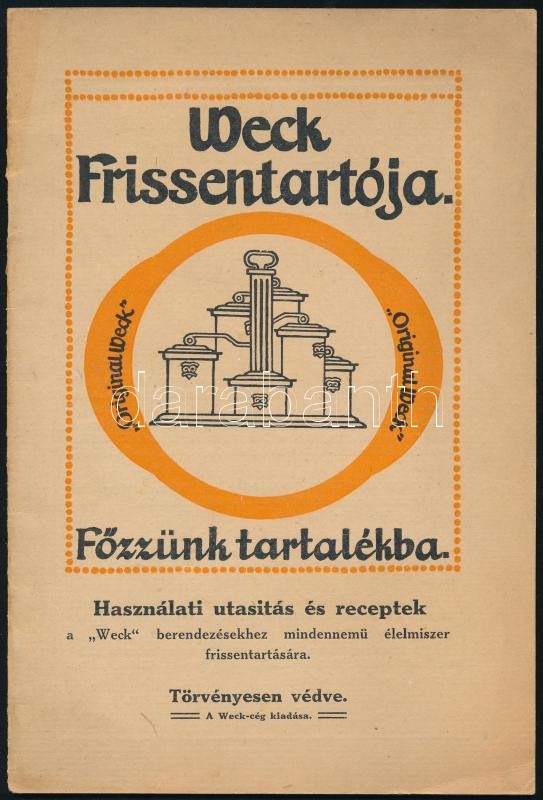 Weck
Frissentartója.
"Original Weck"
„Original Weck"
darabanth
Főzzünk tartalékba.
Használati utasitás és receptek
a „Weck“ berendezésekhez mindennemü élelmiszer
frissentartására.
Törvényesen védve.
A Weck-cég kiadása.